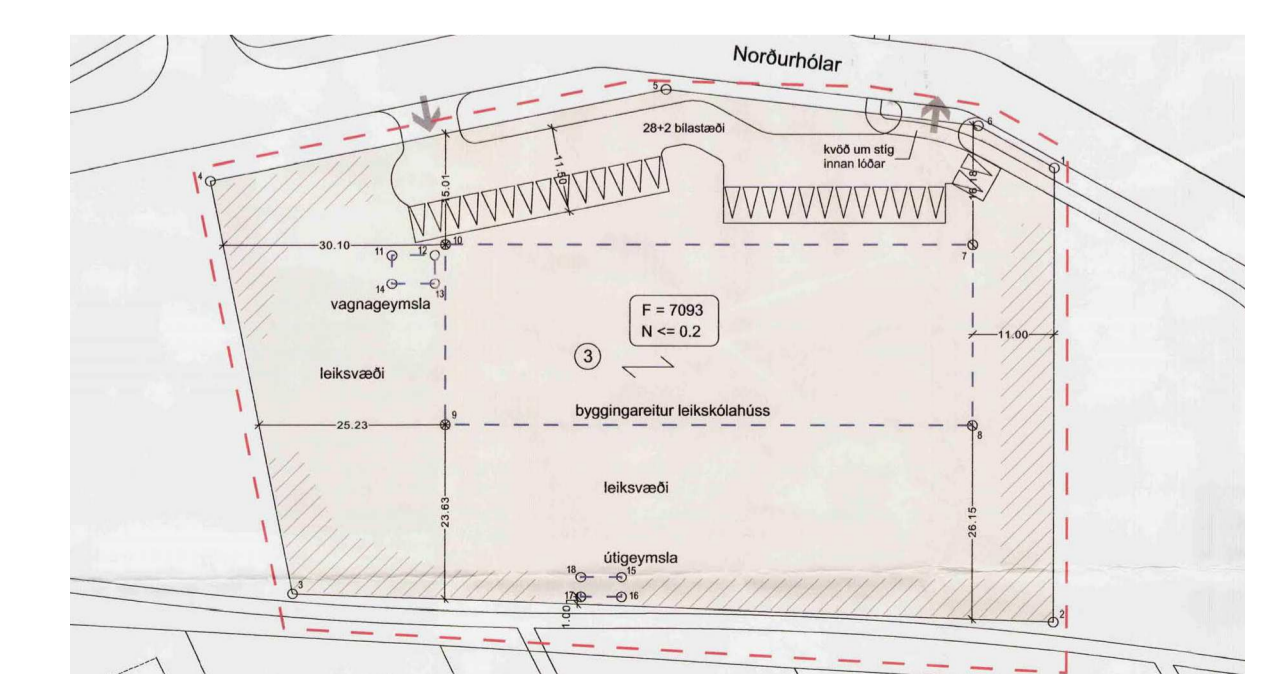 Norðurhólar
5
28+2 bílastæði
6
kvöð um stíg
innan lóðar
1
4
11.50
5.01
16.18
30.10
10
11
12
7
14
13
vagnageymsla
F = 7093
N <= 0.2
11.00
3
leiksvæði
byggingareitur leikskólahúss
9
25.23
8
leiksvæði
23.63
26.15
útigeymsla
18
15
3
17
16
1.00
2